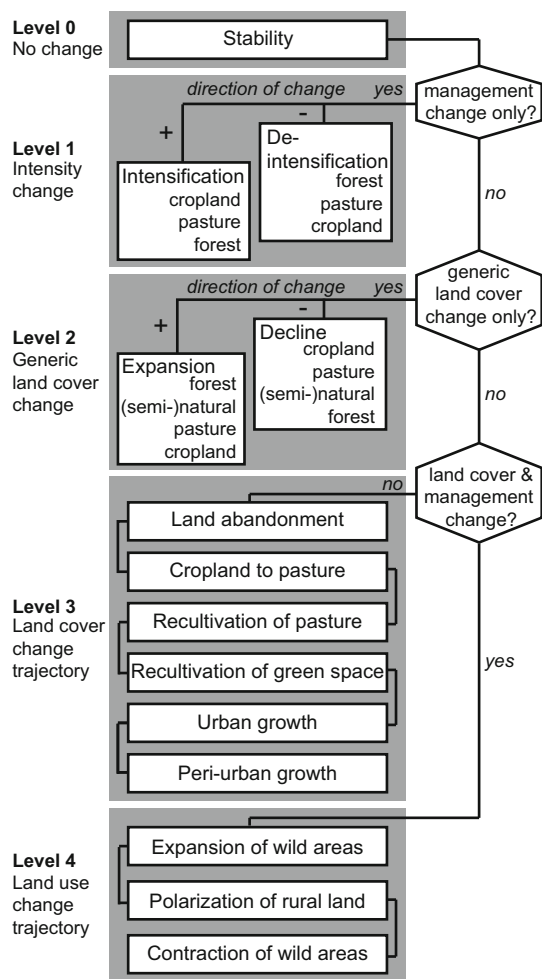 Level 0
No change
Stability
management
change only?
direction of change
yes
+
-
Level 1
Intensity
change
Intensification
cropland
pasture
forest
De-
intensification
forest
pasture
cropland
no
generic
land cover
change only?
direction of change
yes
+
-
Level 2
Generic
land cover
change
Expansion
forest
(semi-)natural
pasture
cropland
Decline
cropland
pasture
(semi-)natural
forest
no
land cover &
management
change?
no
Level 3
Land cover
change
trajectory
Land abandonment
Cropland to pasture
Recultivation of pasture
Recultivation of green space
Urban growth
Peri-urban growth
yes
Level 4
Land use
change
trajectory
Expansion of wild areas
Polarization of rural land
Contraction of wild areas